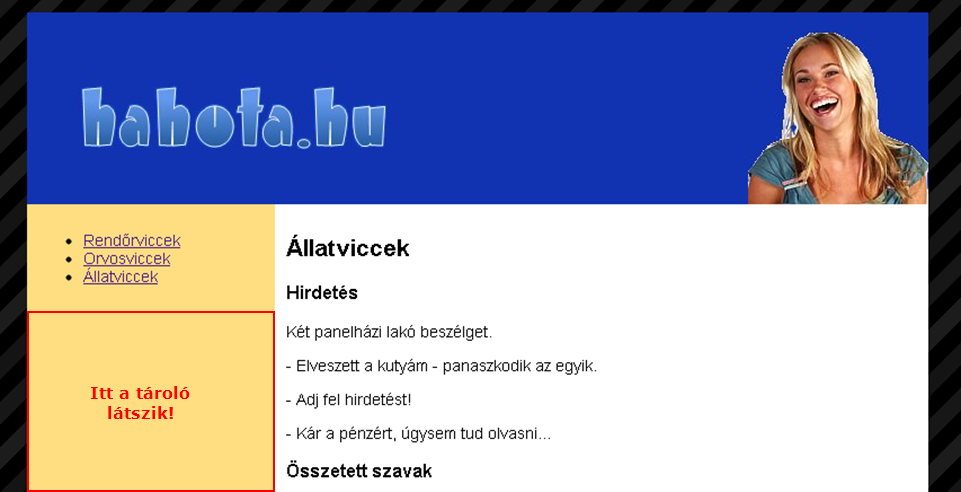 hahota.hu
Rendőrviccek
Orvosviccek
Állatviccek
Itt a tároló
látszik!
Állatviccek
Hirdetés
Két panelházi lakó beszélget.
- Elveszett a kutyám - panaszkodik az egyik.
- Adj fel hirdetést!
- Kár a pénzért, úgysem tud olvasni...
Összetett szavak